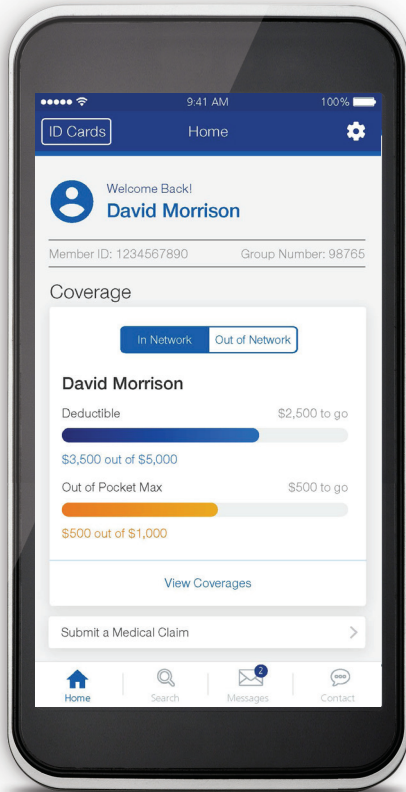 9:41 AM 100%
ID Cards Home
Welcome Back!
David Morrison
Member ID: 1234567890 Group Number: 98765
Coverage
In Network Out of Network
David Morrison
Deductible $2,500 to go
$3,500 out of $5,000
Out of Pocket Max $500 to go
$500 out of $1,000
View Coverages
Submit a Medical Claim
2
Home Search Messages Contact